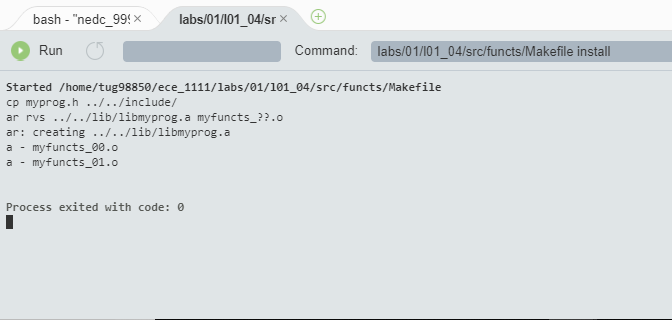 bash - "nedc_999
labs/01/l01_04/sr
Run
Command:
labs/01/l01_04/src/functs/Makefile install
Started /home/tug98850/ece_1111/labs/01/l01_04/src/functs/Makefile
cp myprog.h ../../include/
ar rvs ../../lib/libmyprog.a myfuncts_??.o
ar: creating ../../lib/libmyprog.a
a - myfuncts_00.o
a - myfuncts_01.o
Process exited with code: 0